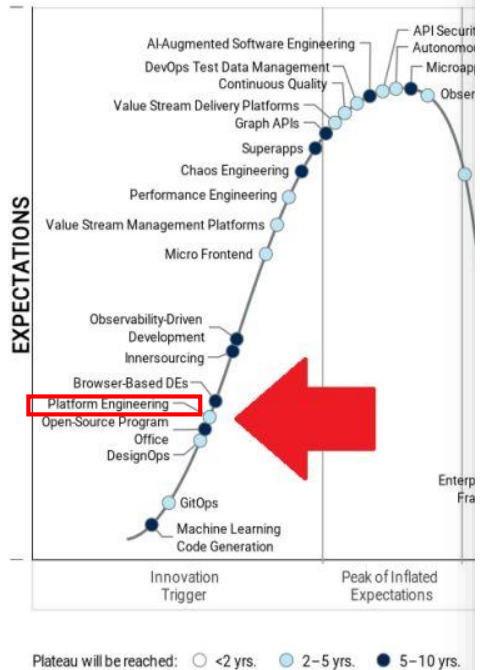 API Securit
AI-Augmented Software Engineering
Autonomou
DevOps Test Data Management
Microap
Continuous Quality
Obser
Value Stream Delivery Platforms
Graph APIs
Superapps
Chaos Engineering
Performance Engineering
Value Stream Management Platforms
Micro Frontend
EXPECTATIONS
Observability-Driven
Development
Innersourcing
Browser-Based DEs
Platform Engineering
Open-Source Program
Office
DesignOps
GitOps
Machine Learning
Code Generation
Enterp
Fra
Innovation
Trigger
Peak of Inflated
Expectations
Plateau will be reached: <2 yrs. 2–5 yrs. 5–10 yrs.